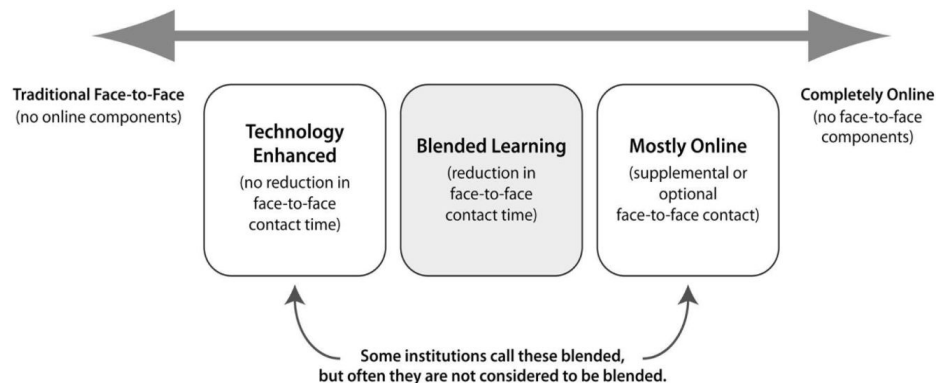 Traditional Face-to-Face
(no online components)
Technology
Enhanced
(no reduction in
face-to-face
contact time)
Blended Learning
(reduction in
face-to-face
contact time)
Mostly Online
(supplemental or
optional
face-to-face contact)
Completely Online
(no face-to-face
components)
Some institutions call these blended,
but often they are not considered to be blended.